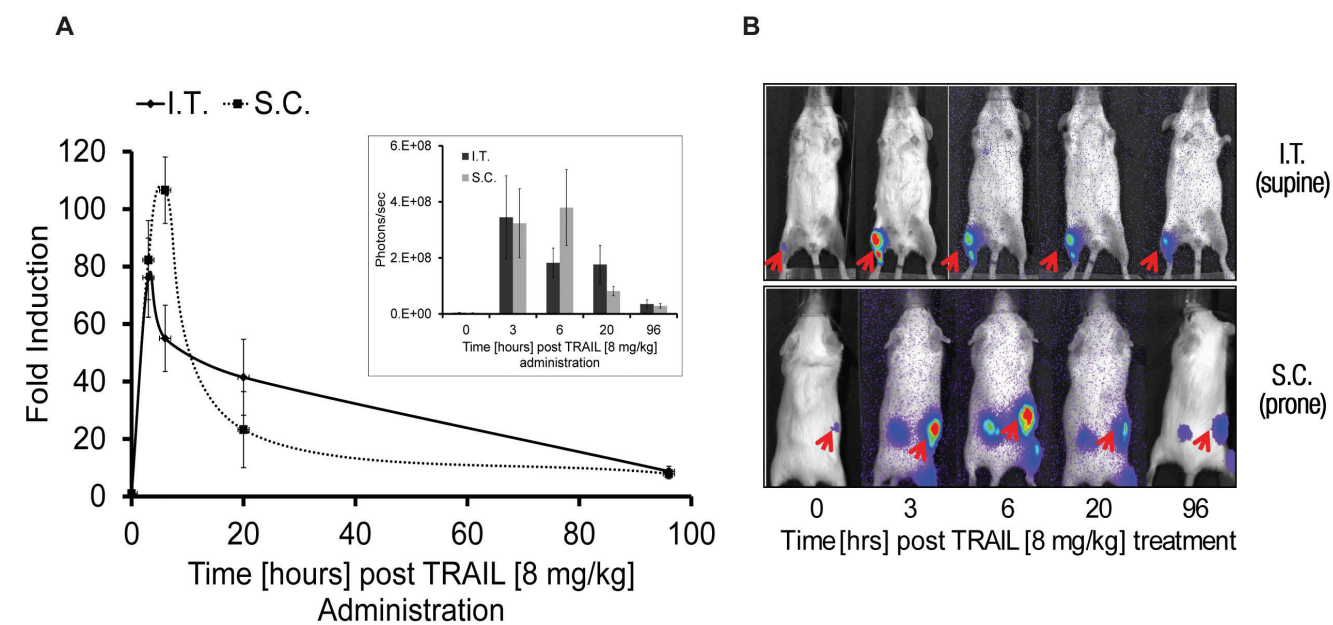 A
I.T. S.C.
Fold Induction
120
100
80
60
40
20
0
0 20 40 60 80 100
Time [hours] post TRAIL [8 mg/kg]
Administration
Photons/sec
6.E+08
4.E+08
2.E+08
0.E+00
I.T.
S.C.
0 3 6 20 96
Time [hours] post TRAIL [8 mg/kg]
administration
B
I.T.
(supine)
S.C.
(prone)
0 3 6 20 96
Time [hrs] post TRAIL [8 mg/kg] treatment